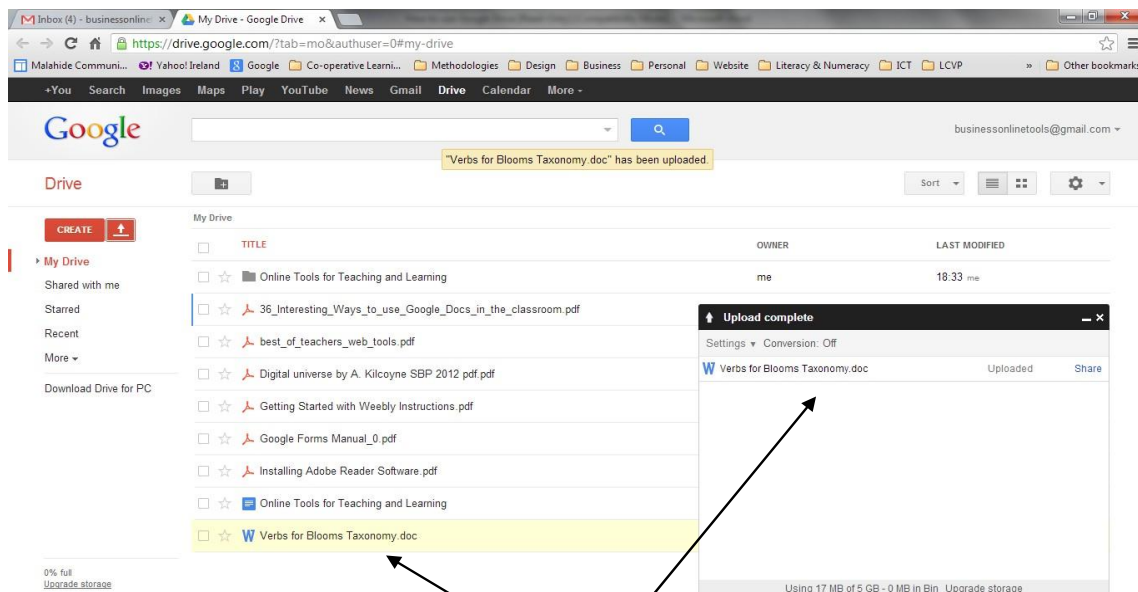 Inbox (4) - businessonline
My Drive - Google Drive
https://drive.google.com/?tab=mo&authuser=0#my-drive
Malahide Communi... Yahoo! Ireland Google Co-operative Learni... Methodologies Design Business Personal Website Literacy & Numeracy ICT LCVP » Other bookmarks
+You Search Images Maps Play YouTube News Gmail Drive Calendar More
Google
businessonlinetools@gmail.com
"Verbs for Blooms Taxonomy.doc" has been uploaded.
Drive
Sort
CREATE
My Drive
Shared with me
Starred
Recent
More
Download Drive for PC
0% full
Upgrade storage
My Drive
TITLE OWNER LAST MODIFIED
Online Tools for Teaching and Learning me 18:33 me
36_Interesting_Ways_to_use_Google_Docs_in_the_classroom.pdf
best_of_teachers_web_tools.pdf
Digital universe by A. Kilcoyne SBP 2012 pdf.pdf
Getting Started with Weebly Instructions.pdf
Google Forms Manual_0.pdf
Installing Adobe Reader Software.pdf
Online Tools for Teaching and Learning
W Verbs for Blooms Taxonomy.doc
Upload complete
Settings Conversion: Off
W Verbs for Blooms Taxonomy.doc Uploaded Share
Using 17 MB of 5 GB - 0 MB in Bin Upgrade storage